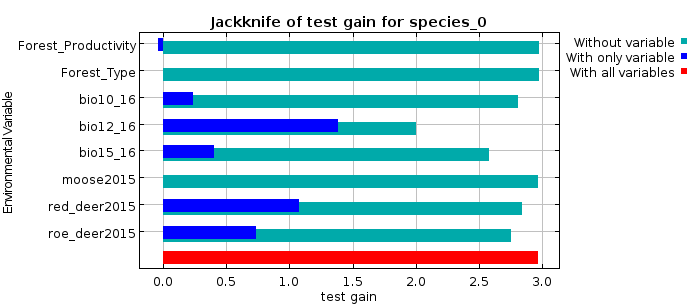 Jackknife of test gain for species_0
Environmental Variable
Forest_Productivity
Forest_Type
bio10_16
bio12_16
bio15_16
moose2015
red_deer2015
roe_deer2015
0.0 0.5 1.0 1.5 2.0 2.5 3.0
test gain
Without variable
With only variable
With all variables